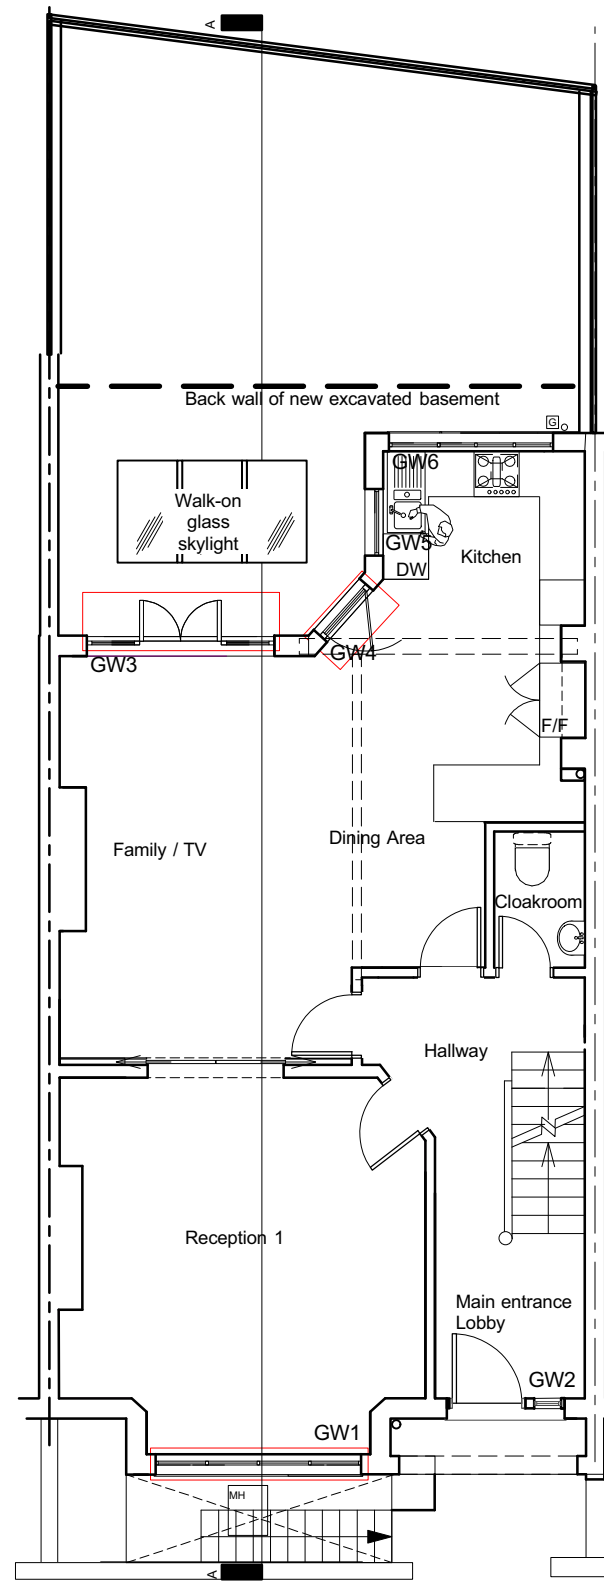 A
Back wall of new excavated basement
G
GW6
Walk-on
glass
skylight
GW5
Kitchen
DW
GW3
GW4
F/F
Family / TV
Dining Area
Cloakroom
Hallway
Reception 1
Main entrance
Lobby
GW2
GW1
MH
A